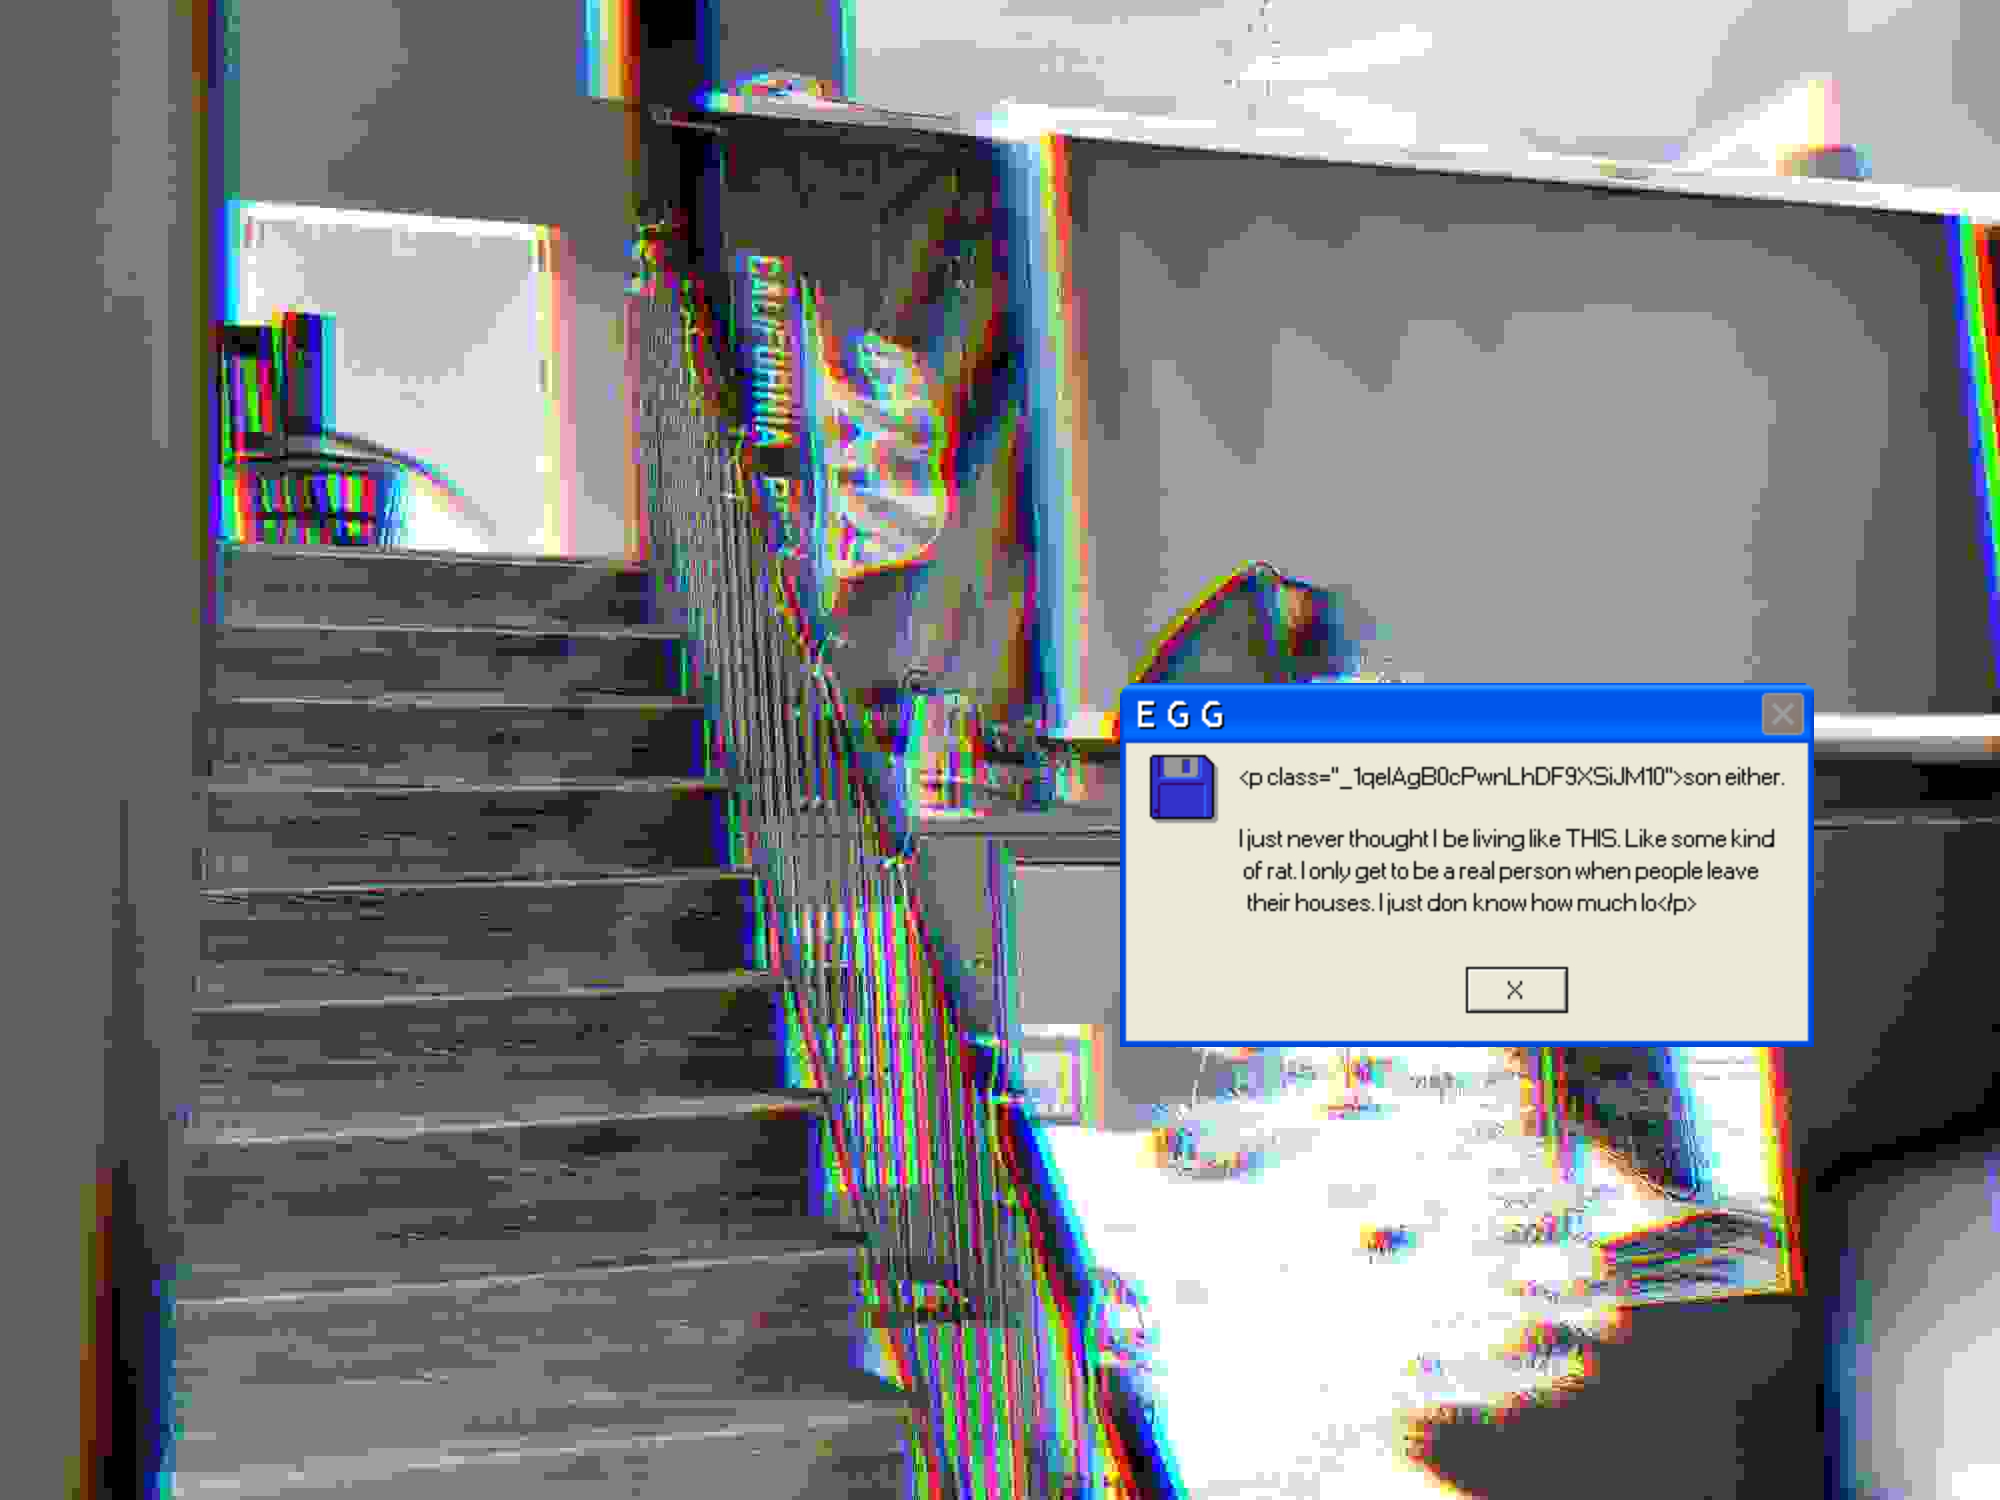 CALIFORNIA
E G G
<p class="_1qeIAgB0cPwnLhDF9XSiJM10">son either.
I just never thought I be living like THIS. Like some kind
of rat. I only get to be a real person when people leave
their houses. I just don know how much lo</p>
X